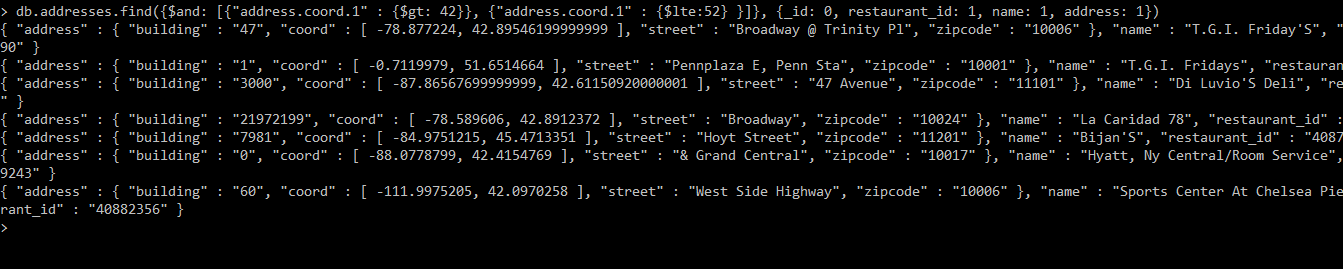 > db.addresses.find({$and: [{"address.coord.1" : {$gt: 42}}, {"address.coord.1" : {$lte:52} }]}, {_id: 0, restaurant_id: 1, name: 1, address: 1})
{ "address" : { "building" : "47", "coord" : [ -78.877224, 42.89546199999999 ], "street" : "Broadway @ Trinity Pl", "zipcode" : "10006" }, "name" : "T.G.I. Friday'S", "
90" }
{ "address" : { "building" : "1", "coord" : [ -0.7119979, 51.6514664 ], "street" : "Pennplaza E, Penn Sta", "zipcode" : "10001" }, "name" : "T.G.I. Fridays", "restauran
{ "address" : { "building" : "3000", "coord" : [ -87.86567699999999, 42.61150920000001 ], "street" : "47 Avenue", "zipcode" : "11101" }, "name" : "Di Luvio'S Deli", "re
" }
{ "address" : { "building" : "21972199", "coord" : [ -78.589606, 42.8912372 ], "street" : "Broadway", "zipcode" : "10024" }, "name" : "La Caridad 78", "restaurant_id" :
{ "address" : { "building" : "7981", "coord" : [ -84.9751215, 45.4713351 ], "street" : "Hoyt Street", "zipcode" : "11201" }, "name" : "Bijan'S", "restaurant_id" : "4087
{ "address" : { "building" : "0", "coord" : [ -88.0778799, 42.4154769 ], "street" : "& Grand Central", "zipcode" : "10017" }, "name" : "Hyatt, Ny Central/Room Service",
9243" }
{ "address" : { "building" : "60", "coord" : [ -111.9975205, 42.0970258 ], "street" : "West Side Highway", "zipcode" : "10006" }, "name" : "Sports Center At Chelsea Pie
rant_id" : "40882356" }
>